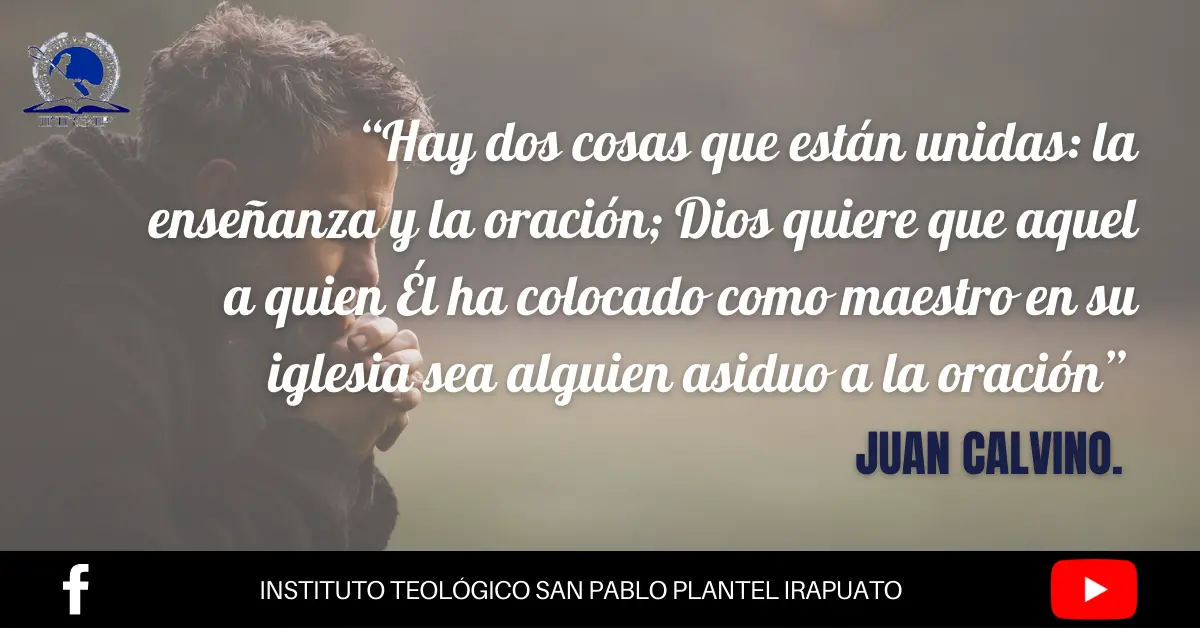 “Hay dos cosas que están unidas: la
enseñanza y la oración; Dios quiere que aquel
a quien Él ha colocado como maestro en su
iglesia sea alguien asiduo a la oración”
JUAN CALVINO.
INSTITUTO TEOLÓGICO SAN PABLO PLANTEL IRAPUATO